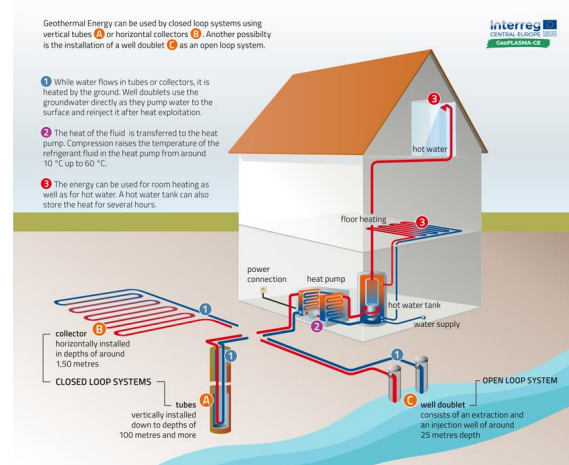 Geothermal Energy can be used by closed loop systems using
vertical tubes A or horizontal collectors B. Another possibilty
is the installation of a well doublet C as an open loop system.
Interreg
CENTRAL EUROPE
GeoPLASMA-CE
1 While water flows in tubes or collectors, it is
heated by the ground. Well doublets use the
groundwater directly as they pump water to the
surface and reinject it after heat exploitation.
2 The heat of the fluid is transferred to the heat
pump. Compression raises the temperature of the
refrigerant fluid in the heat pump from around
10 °C up to 60 °C.
3 The energy can be used for room heating as
well as for hot water. A hot water tank can also
store the heat for several hours.
3
hot water
floor heating
3
power
connection
heat pump
hot water tank
2
water supply
1
B
collector
horizontally installed
in depths of around
1,50 metres
CLOSED LOOP SYSTEMS
1
A
tubes
vertically installed
down to depths of
100 metres and more
1
OPEN LOOP SYSTEM
C
well doublet
consists of an extraction and
an injection well of around
25 metres depth